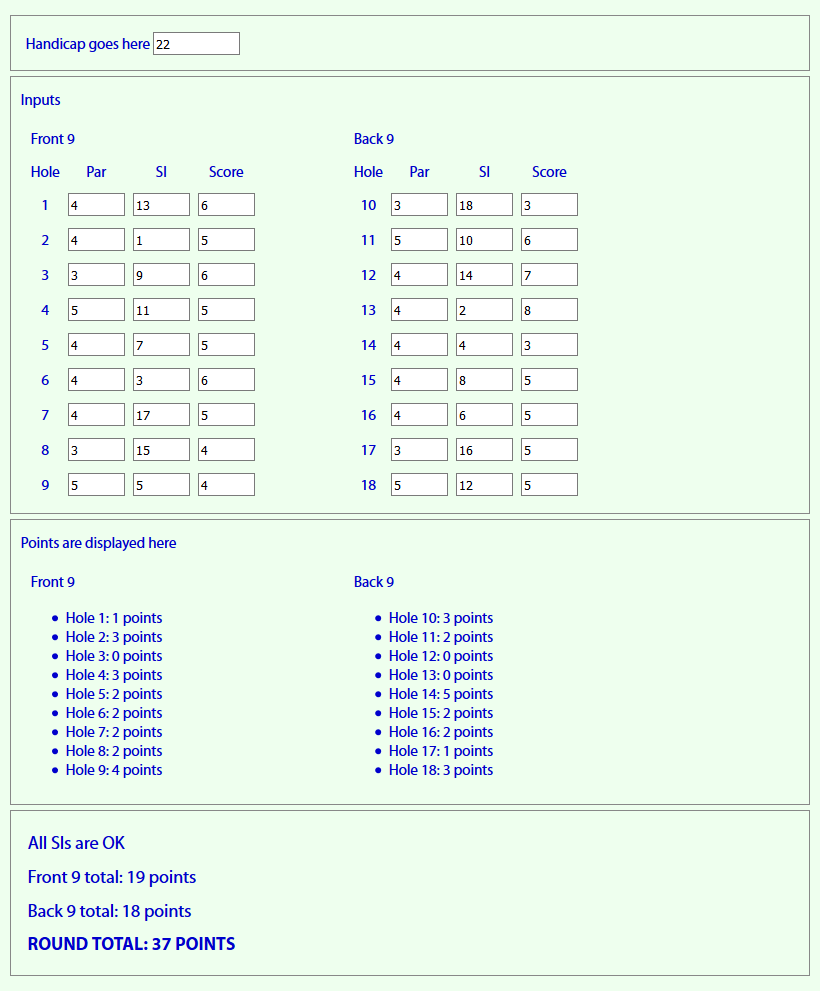 Handicap goes here 22
Inputs
Front 9
Hole Par SI Score
1 4 13 6
2 4 1 5
3 3 9 6
4 5 11 5
5 4 7 5
6 4 3 6
7 4 17 5
8 3 15 4
9 5 5 4
Back 9
Hole Par SI Score
10 3 18 3
11 5 10 6
12 4 14 7
13 4 2 8
14 4 4 3
15 4 8 5
16 4 6 5
17 3 16 5
18 5 12 5
Points are displayed here
Front 9
• Hole 1: 1 points
• Hole 2: 3 points
• Hole 3: 0 points
• Hole 4: 3 points
• Hole 5: 2 points
• Hole 6: 2 points
• Hole 7: 2 points
• Hole 8: 2 points
• Hole 9: 4 points
Back 9
• Hole 10: 3 points
• Hole 11: 2 points
• Hole 12: 0 points
• Hole 13: 0 points
• Hole 14: 5 points
• Hole 15: 2 points
• Hole 16: 2 points
• Hole 17: 1 points
• Hole 18: 3 points
All SIs are OK
Front 9 total: 19 points
Back 9 total: 18 points
ROUND TOTAL: 37 POINTS